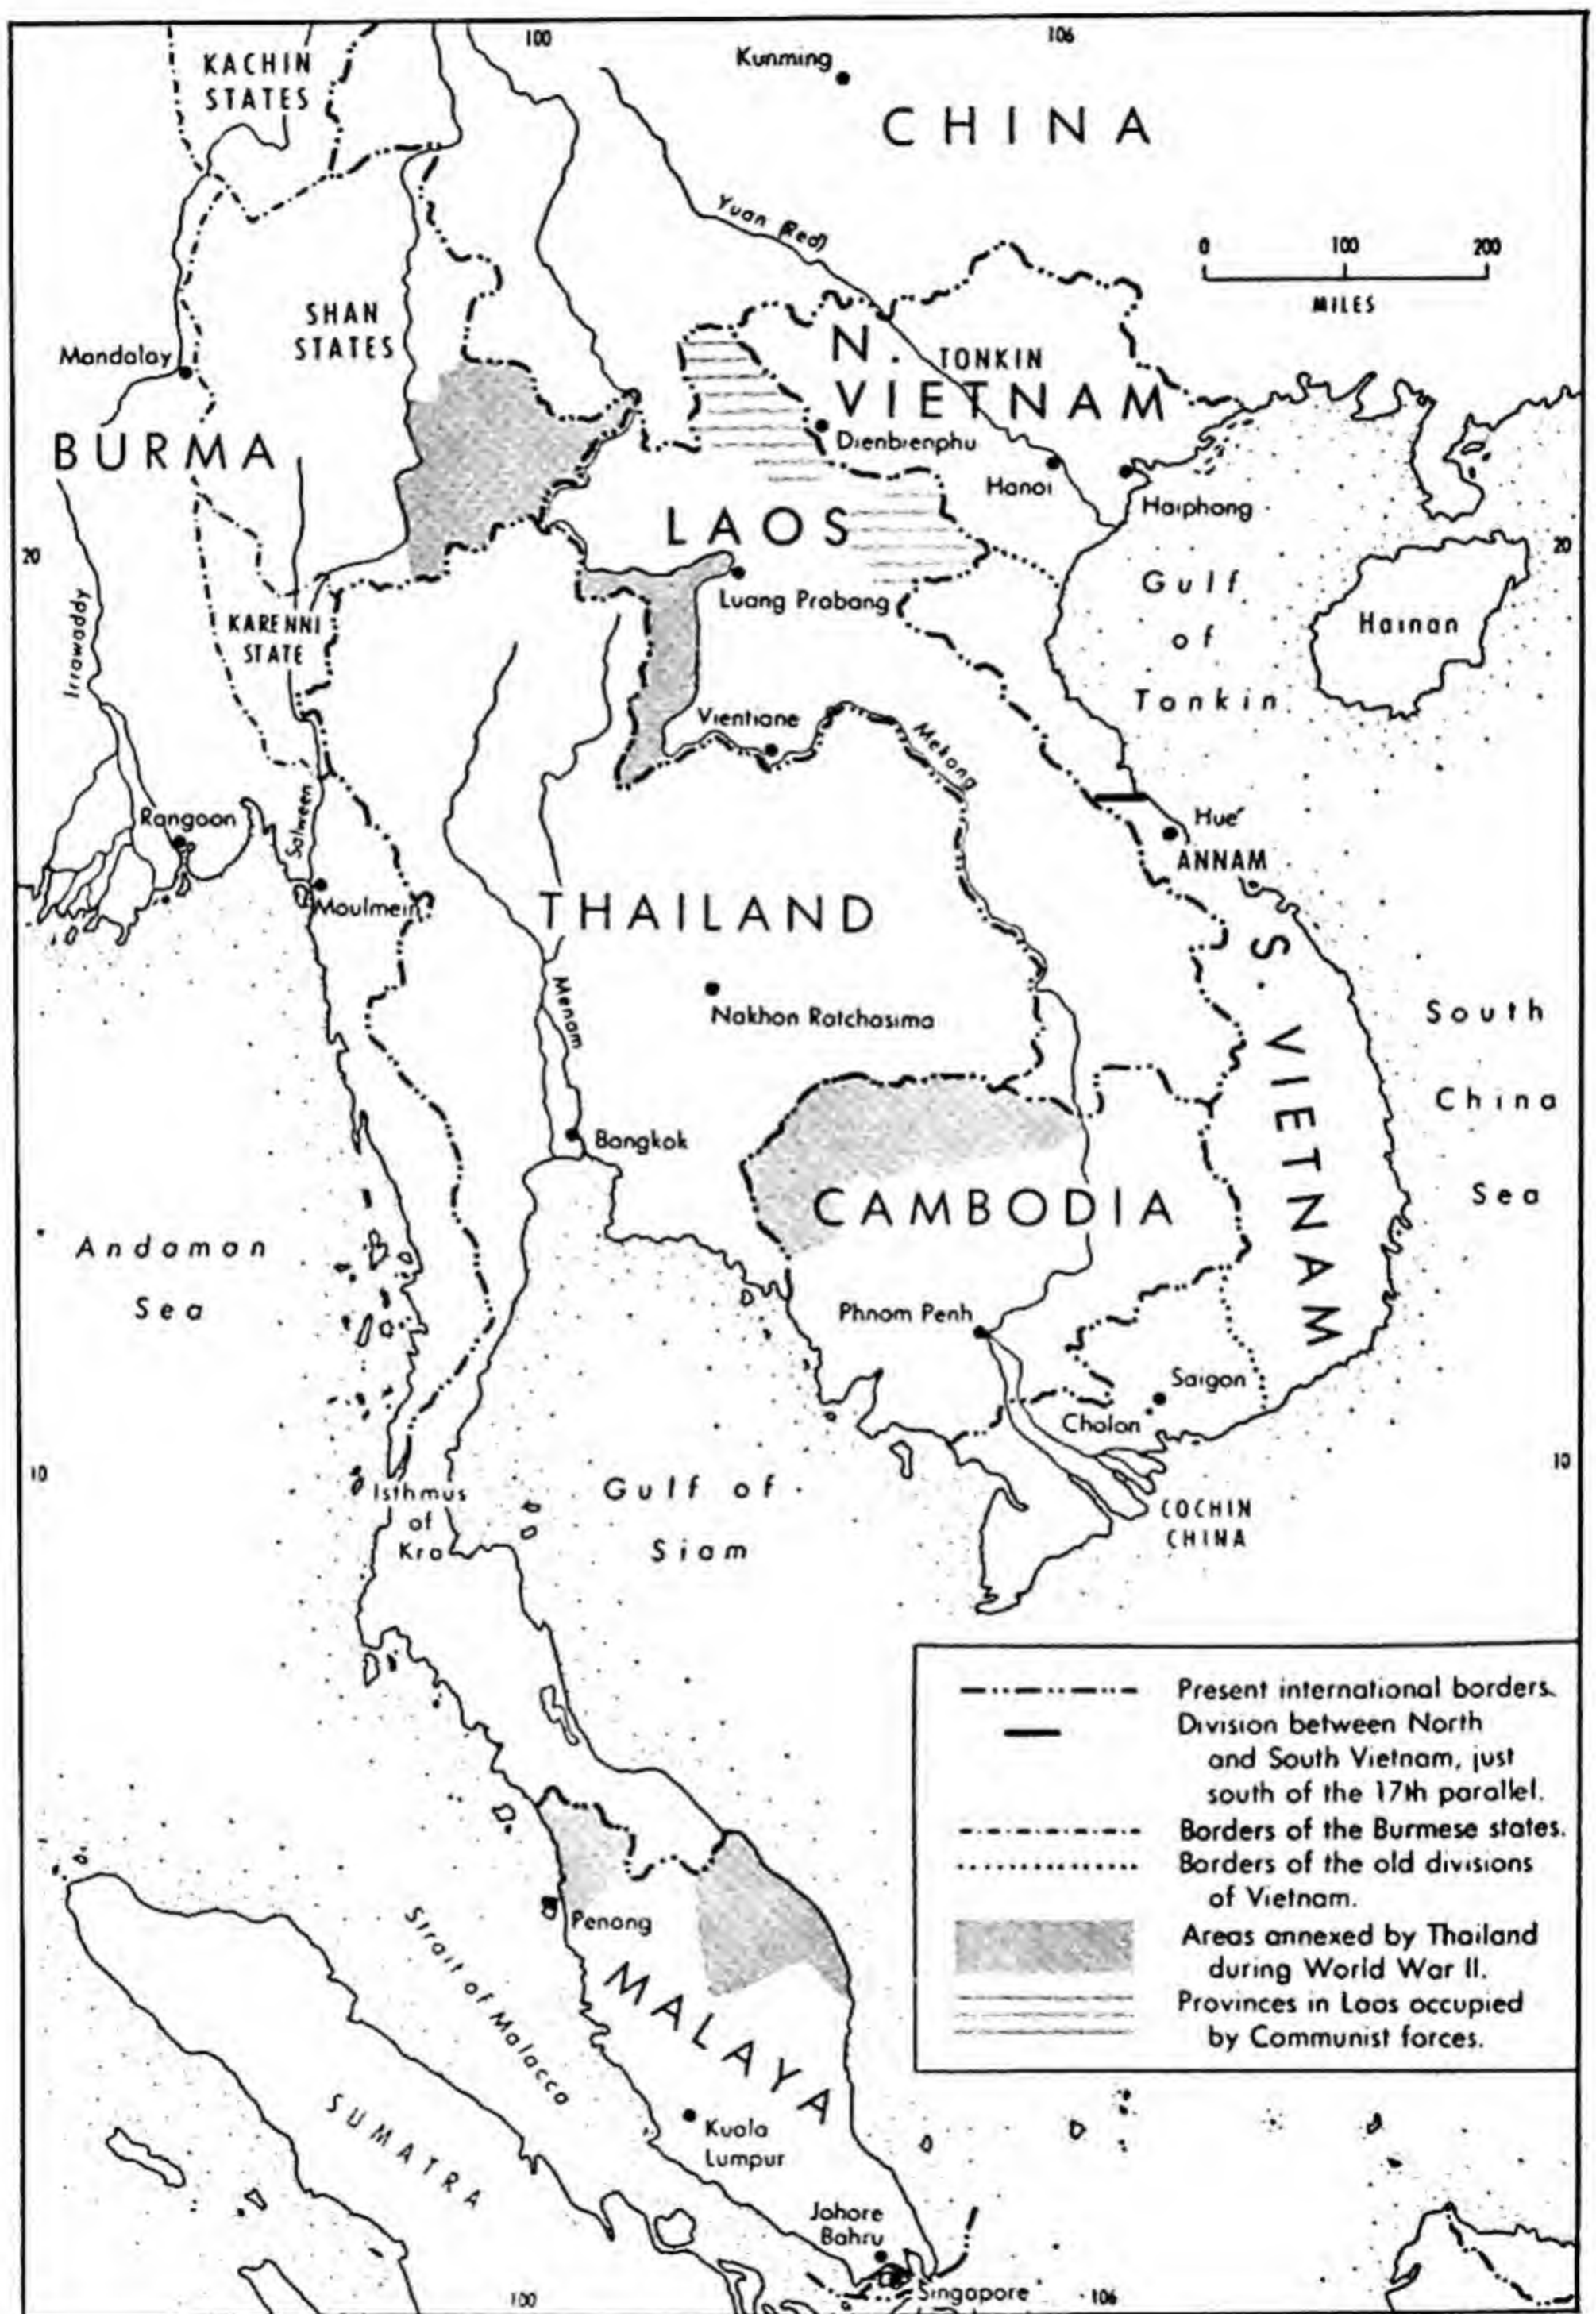 100
106
KACHIN
STATES
Kunming
CHINA
Yuan (Red)
0 100 200
MILES
SHAN
STATES
Mandalay
N.
VIETNAM
TONKIN
BURMA
Dienbienphu
Hanoi
Haiphong
LAOS
20
20
Gulf
of
Tonkin
Hainan
Luang Prabang
Irrawaddy
KARENNI
STATE
Vientiane
Mekong
Salween
Rangoon
Hué
ANNAM
Moulmein
THAILAND
S. VIETNAM
Menam
Nakhon Ratchasima
South
China
Sea
Bangkok
CAMBODIA
Andaman
Sea
Phnom Penh
Saigon
Cholon
10
10
Isthmus
of
Kra
Gulf of
Siam
COCHIN
CHINA
Present international borders.
Division between North
and South Vietnam, just
south of the 17th parallel.
Borders of the Burmese states.
Borders of the old divisions
of Vietnam.
Areas annexed by Thailand
during World War II.
Provinces in Laos occupied
by Communist forces.
Penang
Strait of Malacca
MALAYA
SUMATRA
Kuala
Lumpur
Johore
Bahru
Singapore
100
106